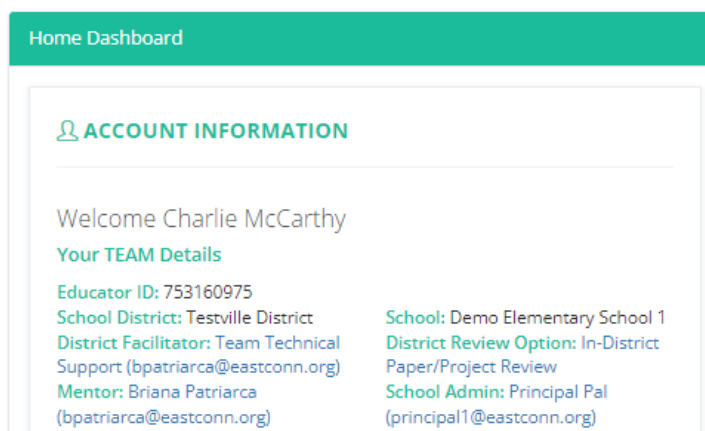 Home Dashboard
ACCOUNT INFORMATION
Welcome Charlie McCarthy
Your TEAM Details
Educator ID: 753160975
School District: Testville District
District Facilitator: Team Technical
Support (bpatriarca@eastconn.org)
Mentor: Briana Patriarca
(bpatriarca@eastconn.org)
School: Demo Elementary School 1
District Review Option: In-District
Paper/Project Review
School Admin: Principal Pal
(principal1@eastconn.org)